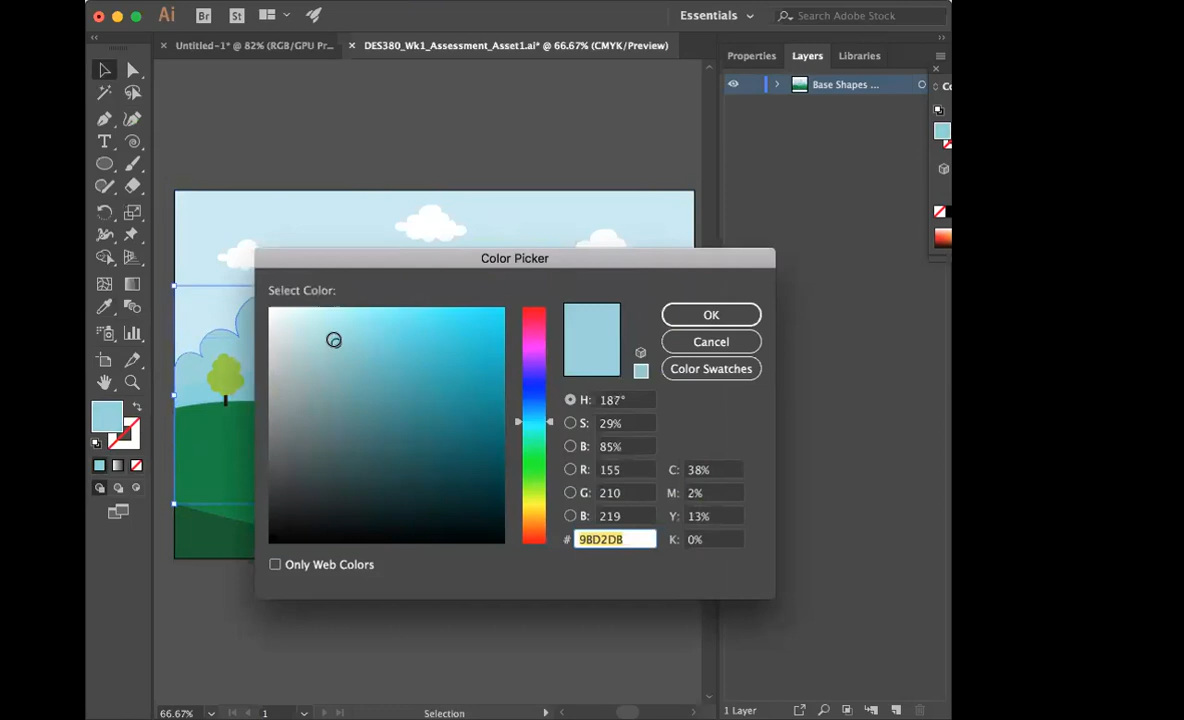 Ai Br St Essentials Search Adobe Stock
Untitled-1* @ 82% (RGB/GPU Pr... DES380_Wk1_Assessment_Asset1.ai* @ 66.67% (CMYK/Preview)
Properties Layers Libraries
Base Shapes ...
Co
Color Picker
Select Color:
OK
Cancel
Color Swatches
H: 187°
S: 29%
B: 85%
R: 155 C: 38%
G: 210 M: 2%
B: 219 Y: 13%
# 9BD2DB K: 0%
Only Web Colors
66.67% 1 Selection 1 Layer